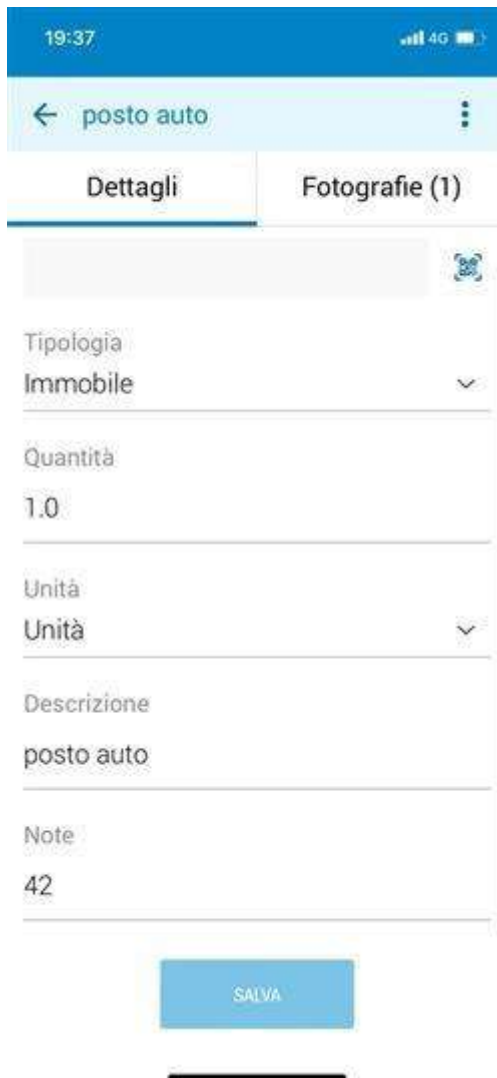 19:37 4G
posto auto
Dettagli Fotografie (1)
Tipologia
Immobile
Quantità
1.0
Unità
Unità
Descrizione
posto auto
Note
42
SALVA